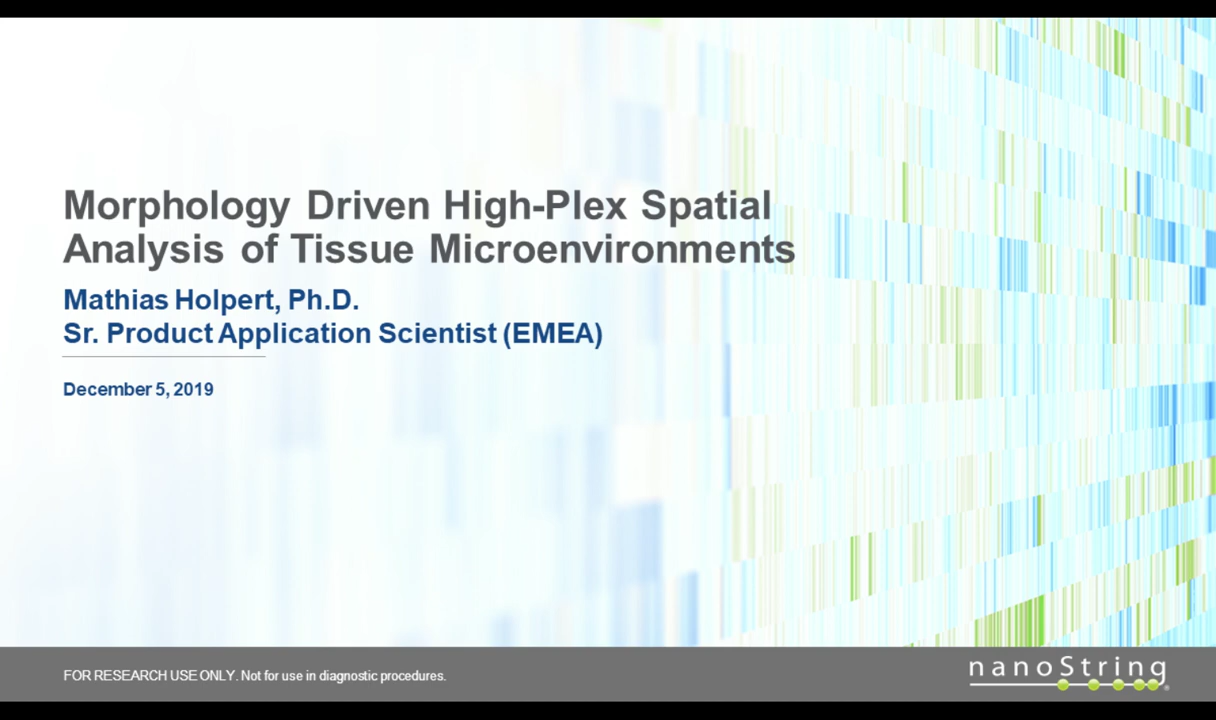 Morphology Driven High-Plex Spatial
Analysis of Tissue Microenvironments
Mathias Holpert, Ph.D.
Sr. Product Application Scientist (EMEA)
December 5, 2019
FOR RESEARCH USE ONLY. Not for use in diagnostic procedures.
nanoString®